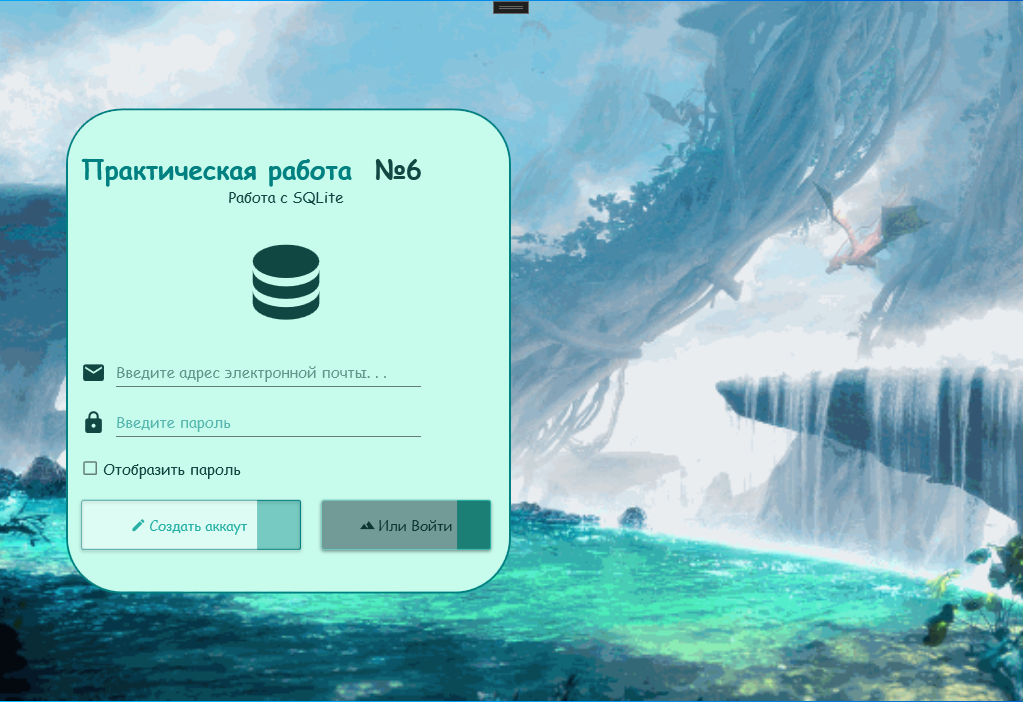 Практическая работа №6
Работа с SQLite
Введите адрес электронной почты. . .
Введите пароль
Отобразить пароль
Создать аккаут
Или Войти